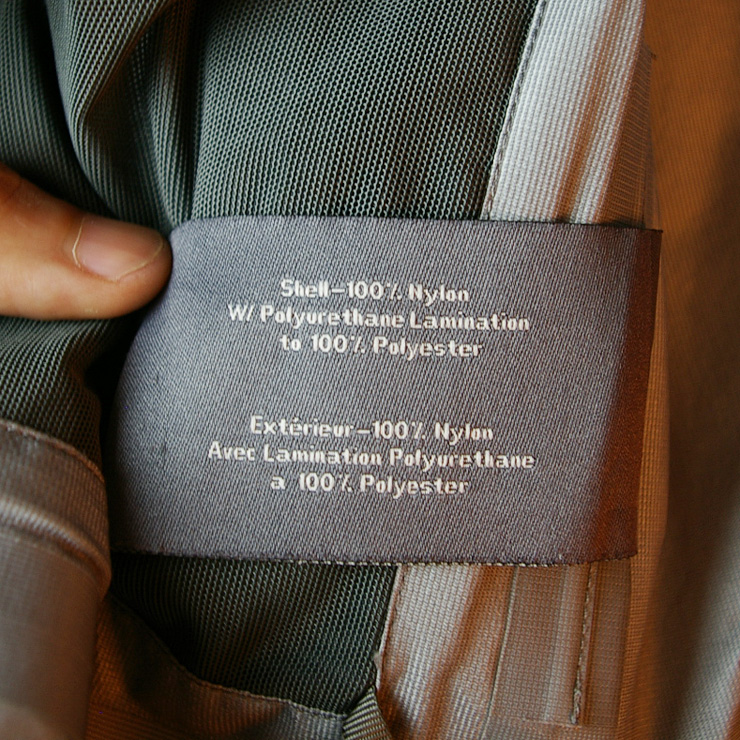 Shell-100% Nylon
W/ Polyurethane Lamination
to 100% Polyester
Extérieur-100% Nylon
Avec Lamination Polyurethane
a 100% Polyester